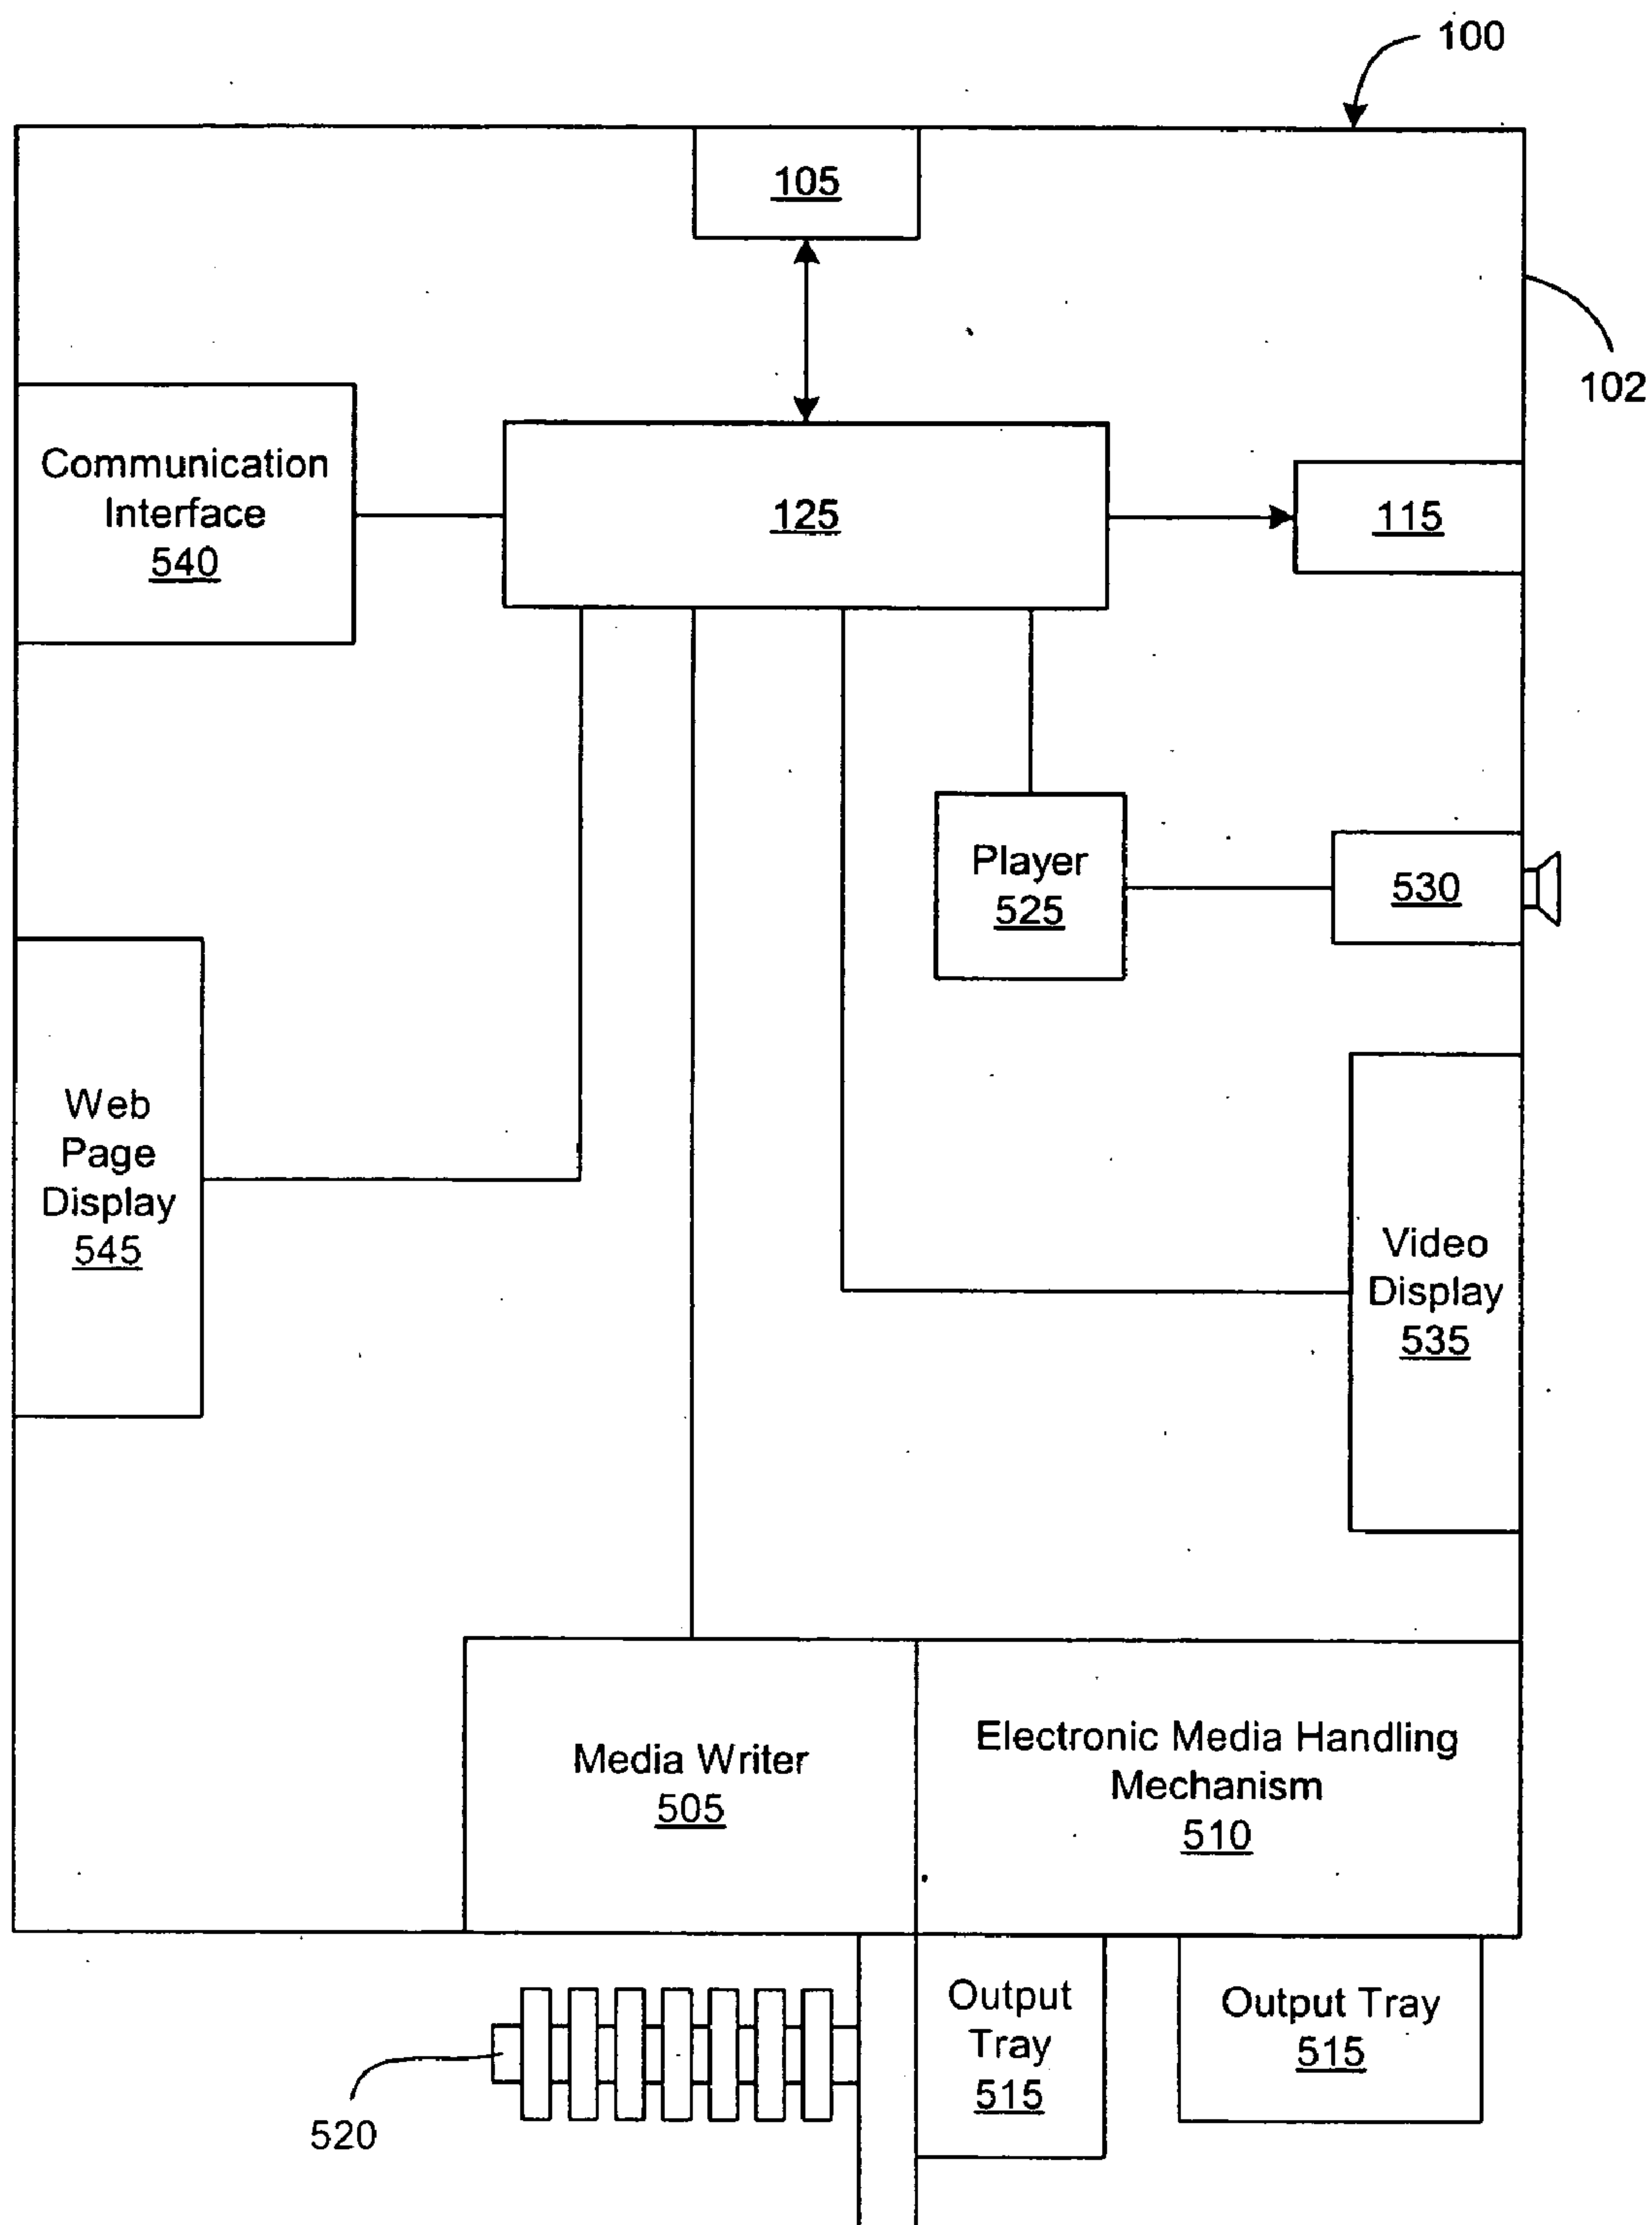 100
105
102
Communication
Interface
540
125
115
Player
525
530
Web
Page
Display
545
Video
Display
535
Media Writer
505
Electronic Media Handling
Mechanism
510
Output
Tray
515
Output Tray
515
520